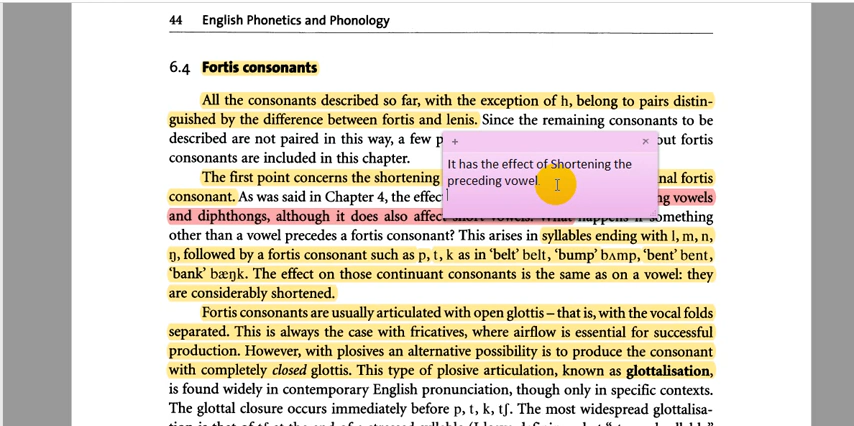 44 English Phonetics and Phonology
6.4 Fortis consonants
All the consonants described so far, with the exception of h, belong to pairs distin-
guished by the difference between fortis and lenis. Since the remaining consonants to be
described are not paired in this way, a few p out fortis
consonants are included in this chapter.
The first point concerns the shortening nal fortis
consonant. As was said in Chapter 4, the effec ng vowels
and diphthongs, although it does also affec something
other than a vowel precedes a fortis consonant? This arises in syllables ending with l, m, n,
ŋ, followed by a fortis consonant such as p, t, k as in ‘belt’ belt, ‘bump’ bʌmp, ‘bent’ bent,
‘bank’ bæŋk. The effect on those continuant consonants is the same as on a vowel: they
are considerably shortened.
Fortis consonants are usually articulated with open glottis – that is, with the vocal folds
separated. This is always the case with fricatives, where airflow is essential for successful
production. However, with plosives an alternative possibility is to produce the consonant
with completely closed glottis. This type of plosive articulation, known as glottalisation,
is found widely in contemporary English pronunciation, though only in specific contexts.
The glottal closure occurs immediately before p, t, k, tʃ. The most widespread glottalisa-
It has the effect of Shortening the
preceding vowel.